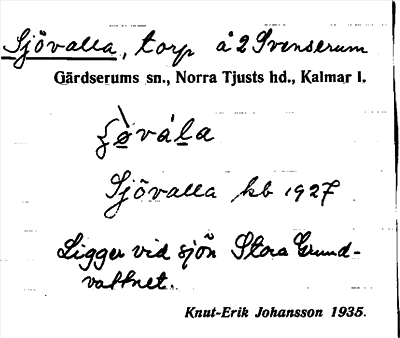 Sjövalla, torp å 2 Svenserum
Gärdserums sn., Norra Tjusts hd., Kalmar l.
Sjövalla kb 1927
Ligger vid sjön Stora Grund-
vattnet.
Knut-Erik Johansson 1935.